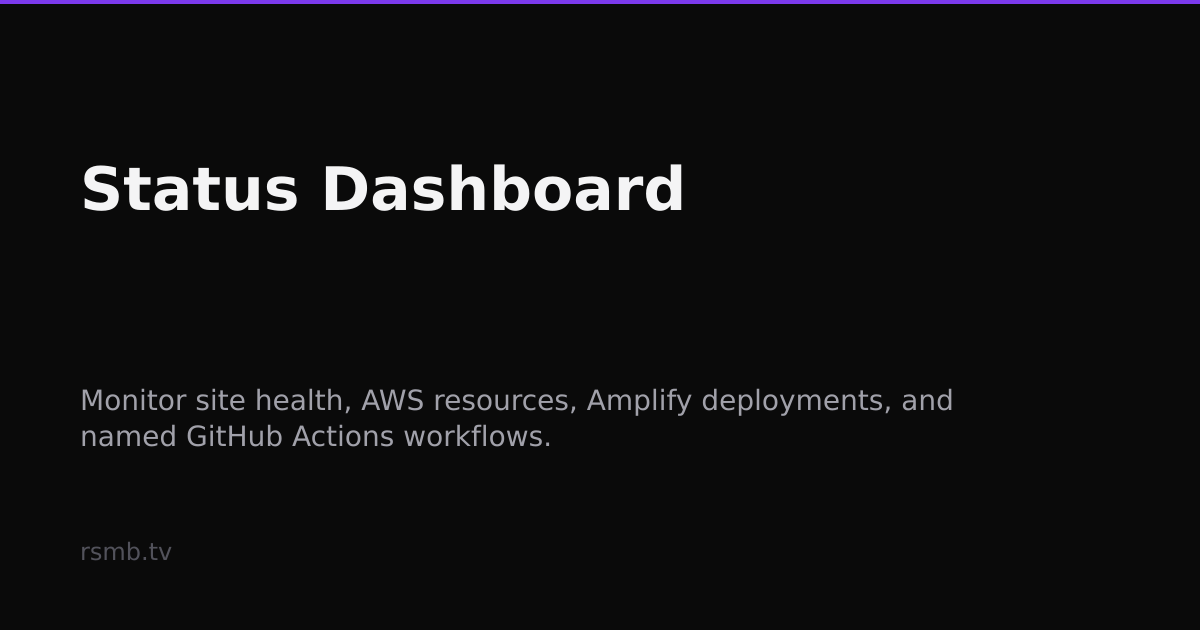 Status Dashboard
Monitor site health, AWS resources, Amplify deployments, and
named GitHub Actions workflows.
rsmb.tv